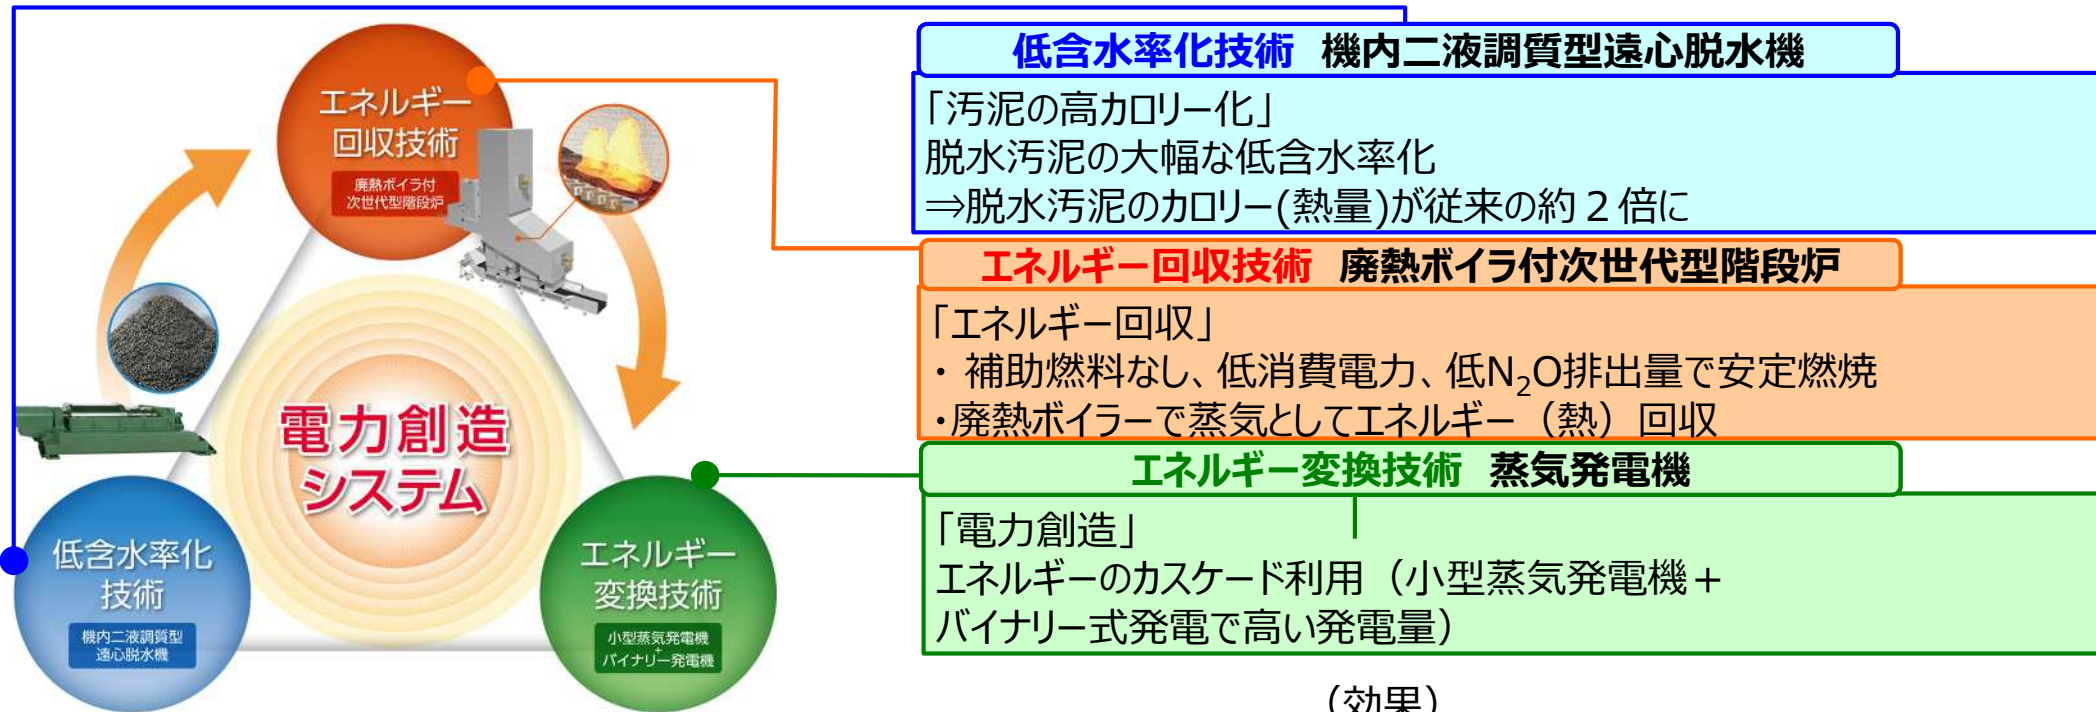 エネルギー
回収技術
廃熱ボイラ付
次世代型階段炉
電力創造
システム
低含水率化
技術
機内二液調質型
遠心脱水機
エネルギー
変換技術
小型蒸気発電機
+
バイナリー発電機
低含水率化技術 機内二液調質型遠心脱水機
「汚泥の高カロリー化」
脱水汚泥の大幅な低含水率化
⇒脱水汚泥のカロリー(熱量)が従来の約２倍に
エネルギー回収技術 廃熱ボイラ付次世代型階段炉
「エネルギー回収」
・ 補助燃料なし、低消費電力、低N₂O排出量で安定燃焼
・廃熱ボイラーで蒸気としてエネルギー（熱）回収
エネルギー変換技術 蒸気発電機
「電力創造」
エネルギーのカスケード利用（小型蒸気発電機＋
バイナリー式発電で高い発電量）
（効果）